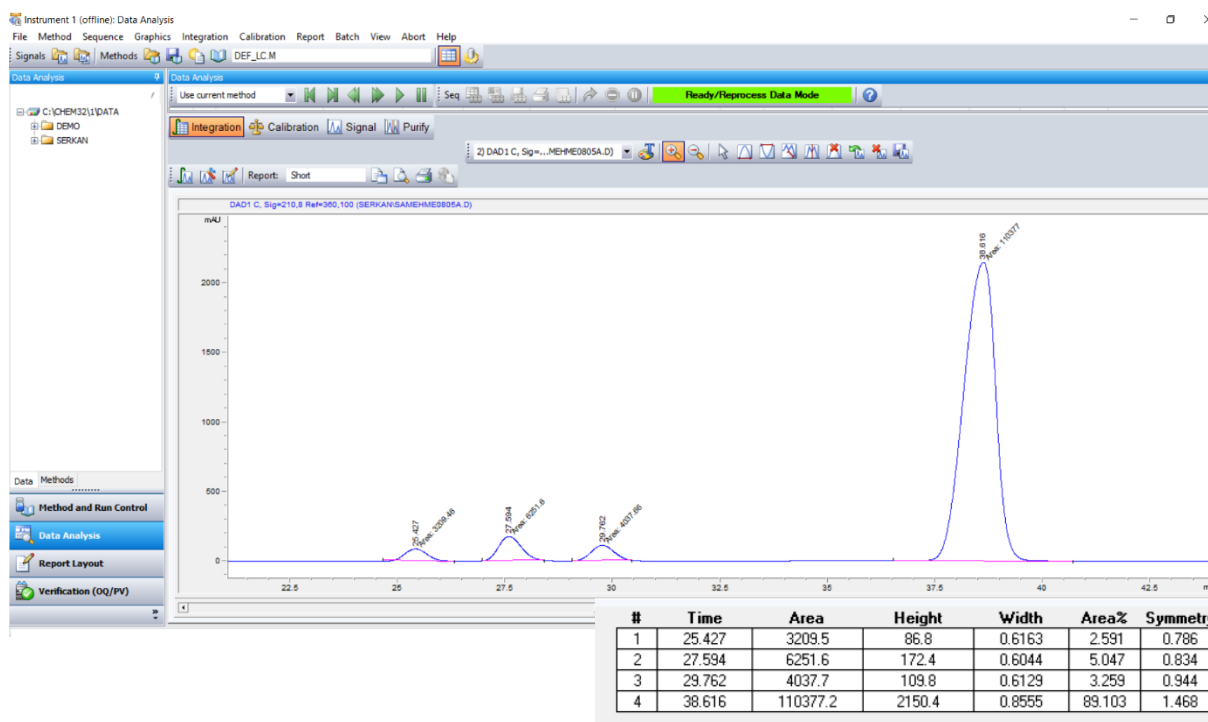 Instrument 1 (offline): Data Analysis
File Method Sequence Graphics Integration Calibration Report Batch View Abort Help
Signals Methods DEF_LC.M
Data Analysis
Data Analysis
Use current method Seq Ready/Reprocess Data Mode
C:\CHEM32\1\DATA
DEMO
SERKAN
Integration Calibration Signal Purify
2) DAD1 C, Sig=...MEHME0805A.D)
Report: Short
DAD1 C, Sig=210,8 Ref=360,100 (SERKAN\SAMEHME0805A.D)
mAU
38.616
Area: 110377
2000
1500
1000
500
0
25.427
Area: 3209.46
27.594
Area: 6251.6
29.762
Area: 4037.66
22.5 25 27.5 30 32.5 35 37.5 40 42.5 m
Data Methods
Method and Run Control
Data Analysis
Report Layout
Verification (OQ/PV)
# Time Area Height Width Area% Symmetry
1 25.427 3209.5 86.8 0.6163 2.591 0.786
2 27.594 6251.6 172.4 0.6044 5.047 0.834
3 29.762 4037.7 109.8 0.6129 3.259 0.944
4 38.616 110377.2 2150.4 0.8555 89.103 1.468